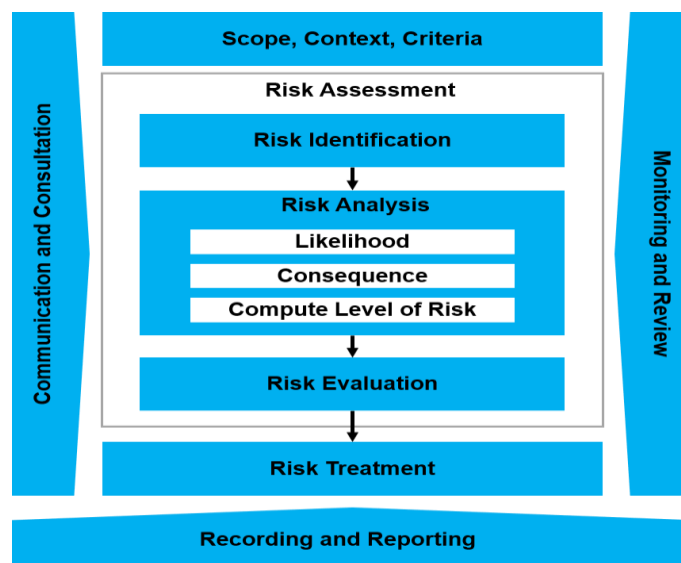 Scope, Context, Criteria
Risk Assessment
Risk Identification
Risk Analysis
Likelihood
Consequence
Compute Level of Risk
Risk Evaluation
Risk Treatment
Communication and Consultation
Monitoring and Review
Recording and Reporting